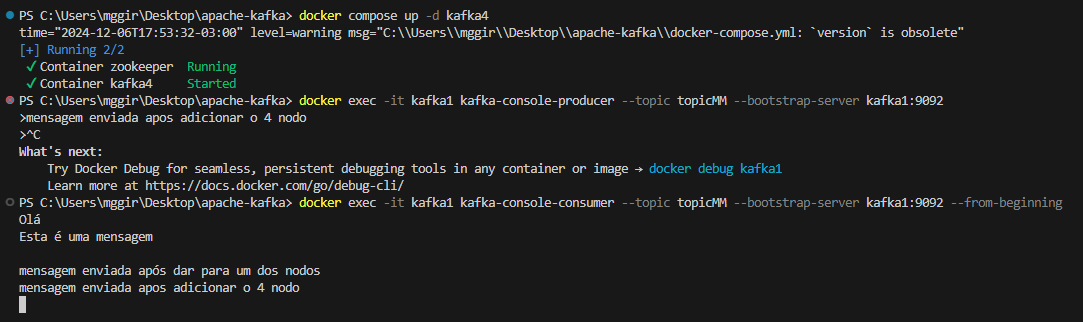 PS C:\Users\mggir\Desktop\apache-kafka> docker compose up -d kafka4
time="2024-12-06T17:53:32-03:00" level=warning msg="C:\\Users\\mggir\\Desktop\\apache-kafka\\docker-compose.yml: `version` is obsolete"
[+] Running 2/2
✓ Container zookeeper  Running
✓ Container kafka4     Started
PS C:\Users\mggir\Desktop\apache-kafka> docker exec -it kafka1 kafka-console-producer --topic topicMM --bootstrap-server kafka1:9092
>mensagem enviada apos adicionar o 4 nodo
>^C
What's next:
    Try Docker Debug for seamless, persistent debugging tools in any container or image → docker debug kafka1
    Learn more at https://docs.docker.com/go/debug-cli/
PS C:\Users\mggir\Desktop\apache-kafka> docker exec -it kafka1 kafka-console-consumer --topic topicMM --bootstrap-server kafka1:9092 --from-beginning
Olá
Esta é uma mensagem

mensagem enviada após dar para um dos nodos
mensagem enviada apos adicionar o 4 nodo